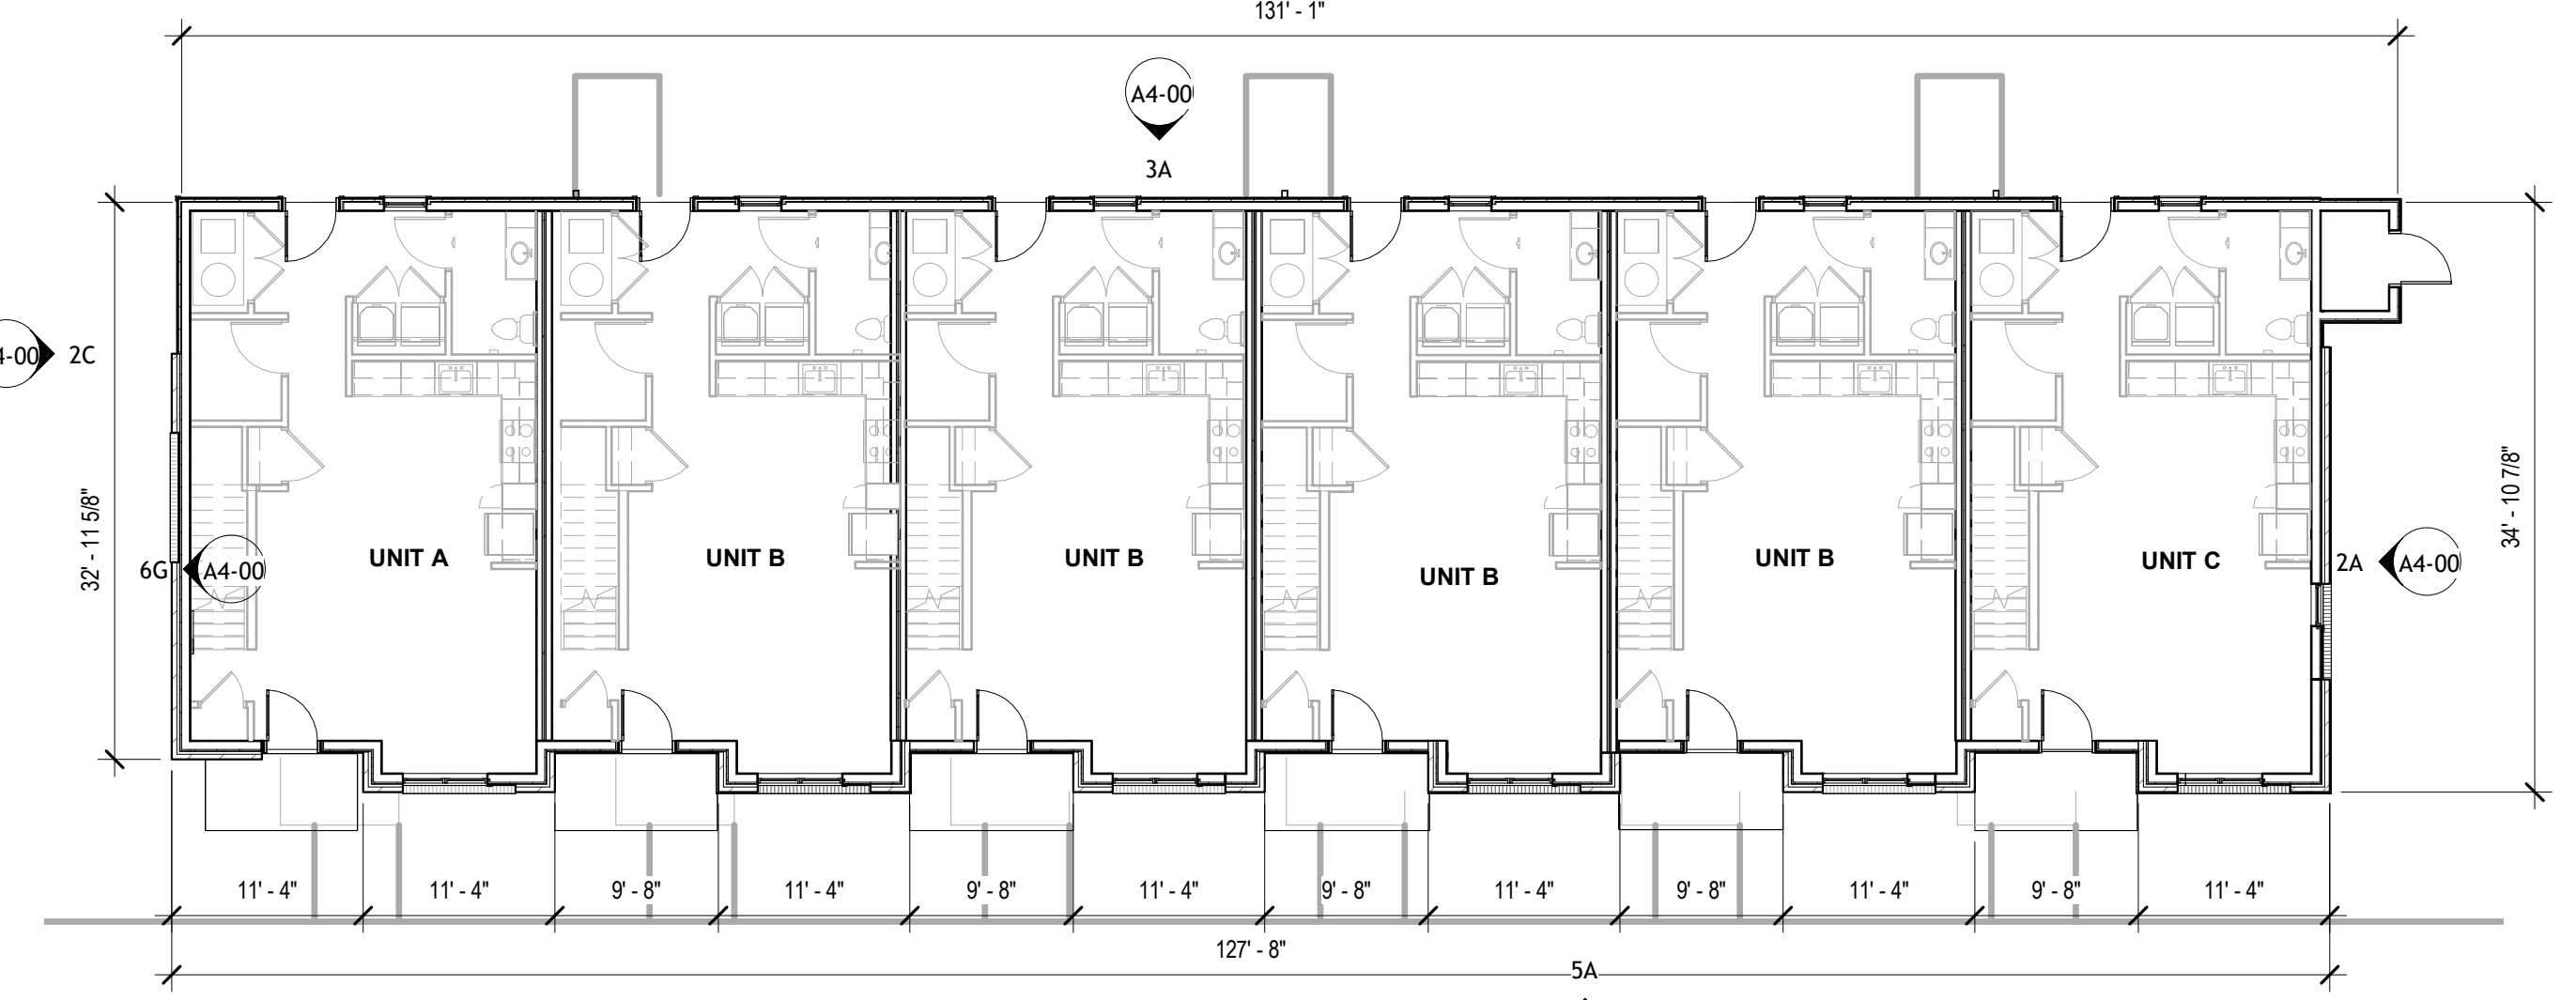 131' - 1"
A4-00
3A
4-00
2C
32' - 11 5/8"
6G
A4-00
UNIT A
UNIT B
UNIT B
UNIT B
UNIT B
UNIT C
2A
A4-00
34' - 10 7/8"
11' - 4"
11' - 4"
9' - 8"
11' - 4"
9' - 8"
11' - 4"
9' - 8"
11' - 4"
9' - 8"
11' - 4"
9' - 8"
11' - 4"
127' - 8"
5A